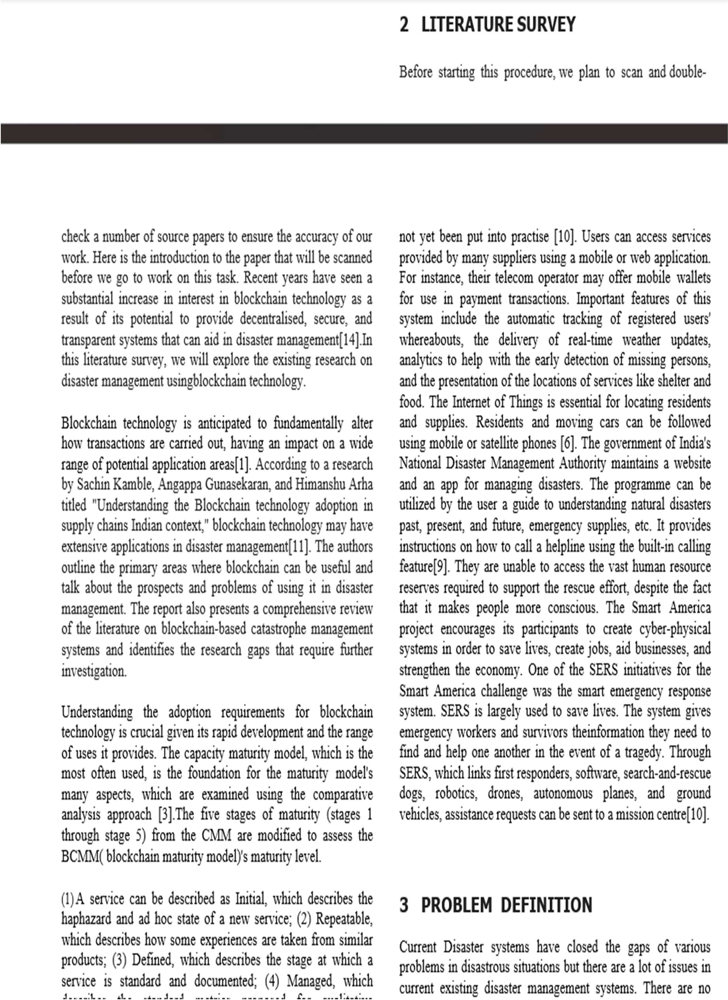 2 LITERATURE SURVEY
Before starting this procedure, we plan to scan and double-
check a number of source papers to ensure the accuracy of our
work. Here is the introduction to the paper that will be scanned
before we go to work on this task. Recent years have seen a
substantial increase in interest in blockchain technology as a
result of its potential to provide decentralised, secure, and
transparent systems that can aid in disaster management[14].In
this literature survey, we will explore the existing research on
disaster management usingblockchain technology.
Blockchain technology is anticipated to fundamentally alter
how transactions are carried out, having an impact on a wide
range of potential application areas[1]. According to a research
by Sachin Kamble, Angappa Gunasekaran, and Himanshu Arha
titled "Understanding the Blockchain technology adoption in
supply chains Indian context," blockchain technology may have
extensive applications in disaster management[11]. The authors
outline the primary areas where blockchain can be useful and
talk about the prospects and problems of using it in disaster
management. The report also presents a comprehensive review
of the literature on blockchain-based catastrophe management
systems and identifies the research gaps that require further
investigation.
Understanding the adoption requirements for blockchain
technology is crucial given its rapid development and the range
of uses it provides. The capacity maturity model, which is the
most often used, is the foundation for the maturity model's
many aspects, which are examined using the comparative
analysis approach [3].The five stages of maturity (stages 1
through stage 5) from the CMM are modified to assess the
BCMM( blockchain maturity model)'s maturity level.
(1)A service can be described as Initial, which describes the
haphazard and ad hoc state of a new service; (2) Repeatable,
which describes how some experiences are taken from similar
products; (3) Defined, which describes the stage at which a
service is standard and documented; (4) Managed, which
describes the standard metrics proposed for qualitative
not yet been put into practise [10]. Users can access services
provided by many suppliers using a mobile or web application.
For instance, their telecom operator may offer mobile wallets
for use in payment transactions. Important features of this
system include the automatic tracking of registered users'
whereabouts, the delivery of real-time weather updates,
analytics to help with the early detection of missing persons,
and the presentation of the locations of services like shelter and
food. The Internet of Things is essential for locating residents
and supplies. Residents and moving cars can be followed
using mobile or satellite phones [6]. The government of India's
National Disaster Management Authority maintains a website
and an app for managing disasters. The programme can be
utilized by the user a guide to understanding natural disasters
past, present, and future, emergency supplies, etc. It provides
instructions on how to call a helpline using the built-in calling
feature[9]. They are unable to access the vast human resource
reserves required to support the rescue effort, despite the fact
that it makes people more conscious. The Smart America
project encourages its participants to create cyber-physical
systems in order to save lives, create jobs, aid businesses, and
strengthen the economy. One of the SERS initiatives for the
Smart America challenge was the smart emergency response
system. SERS is largely used to save lives. The system gives
emergency workers and survivors theinformation they need to
find and help one another in the event of a tragedy. Through
SERS, which links first responders, software, search-and-rescue
dogs, robotics, drones, autonomous planes, and ground
vehicles, assistance requests can be sent to a mission centre[10].
3 PROBLEM DEFINITION
Current Disaster systems have closed the gaps of various
problems in disastrous situations but there are a lot of issues in
current existing disaster management systems. There are no